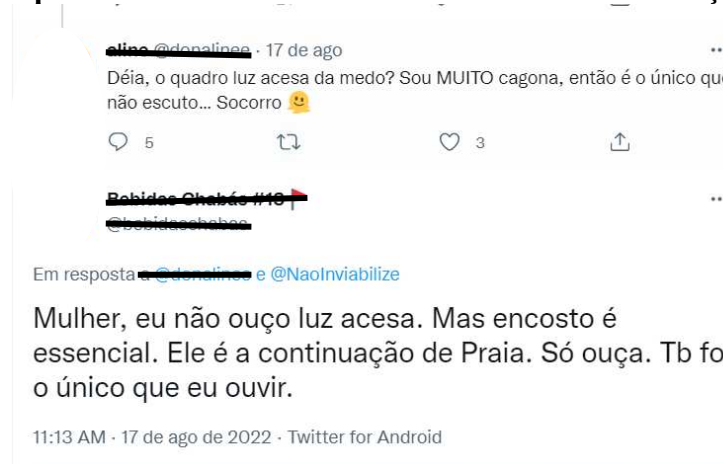 · 17 de ago
Déia, o quadro luz acesa da medo? Sou MUITO cagona, então é o único que
não escuto... Socorro 🫠
5 3
Em resposta e @NaoInviabilize
Mulher, eu não ouço luz acesa. Mas encosto é
essencial. Ele é a continuação de Praia. Só ouça. Tb fo
o único que eu ouvir.
11:13 AM · 17 de ago de 2022 · Twitter for Android